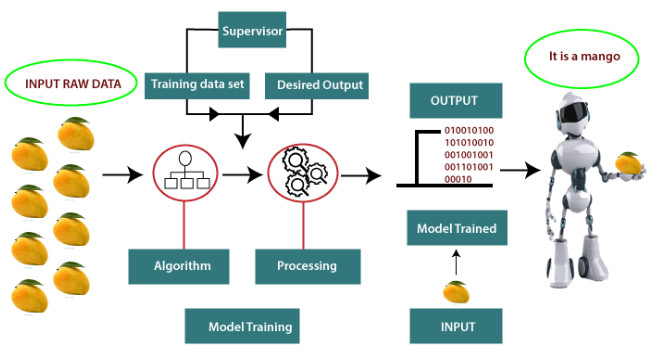 Supervisor
It is a mango
INPUT RAW DATA
Training data set
Desired Output
OUTPUT
010010100
101010010
001001001
001101001
00010
Model Trained
Algorithm
Processing
Model Training
INPUT